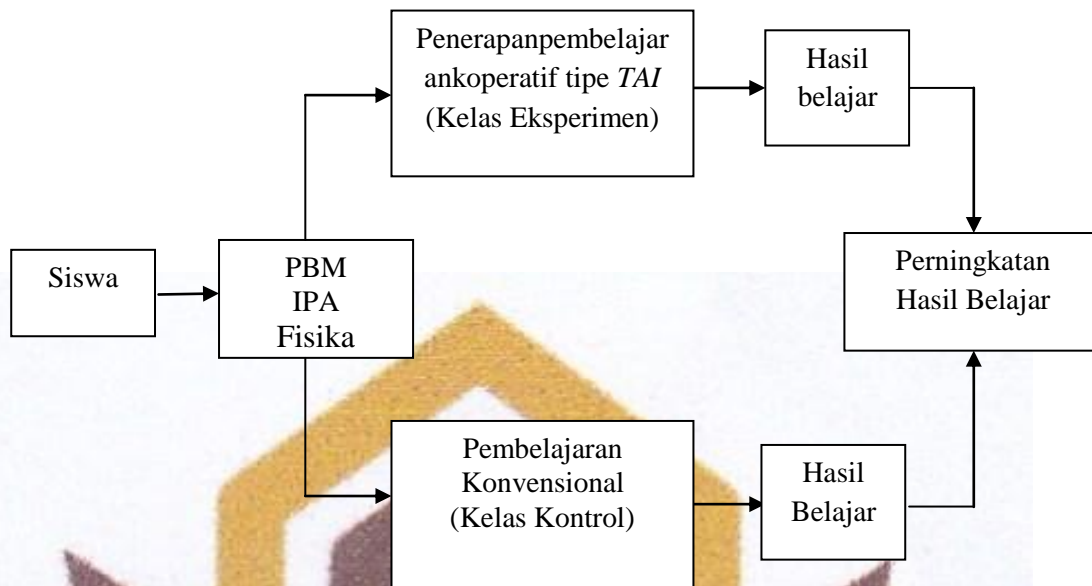 Penerapanpembelajar
ankoperatif tipe TAI
(Kelas Eksperimen)
Hasil
belajar
Siswa
PBM
IPA
Fisika
Perningkatan
Hasil Belajar
Pembelajaran
Konvensional
(Kelas Kontrol)
Hasil
Belajar